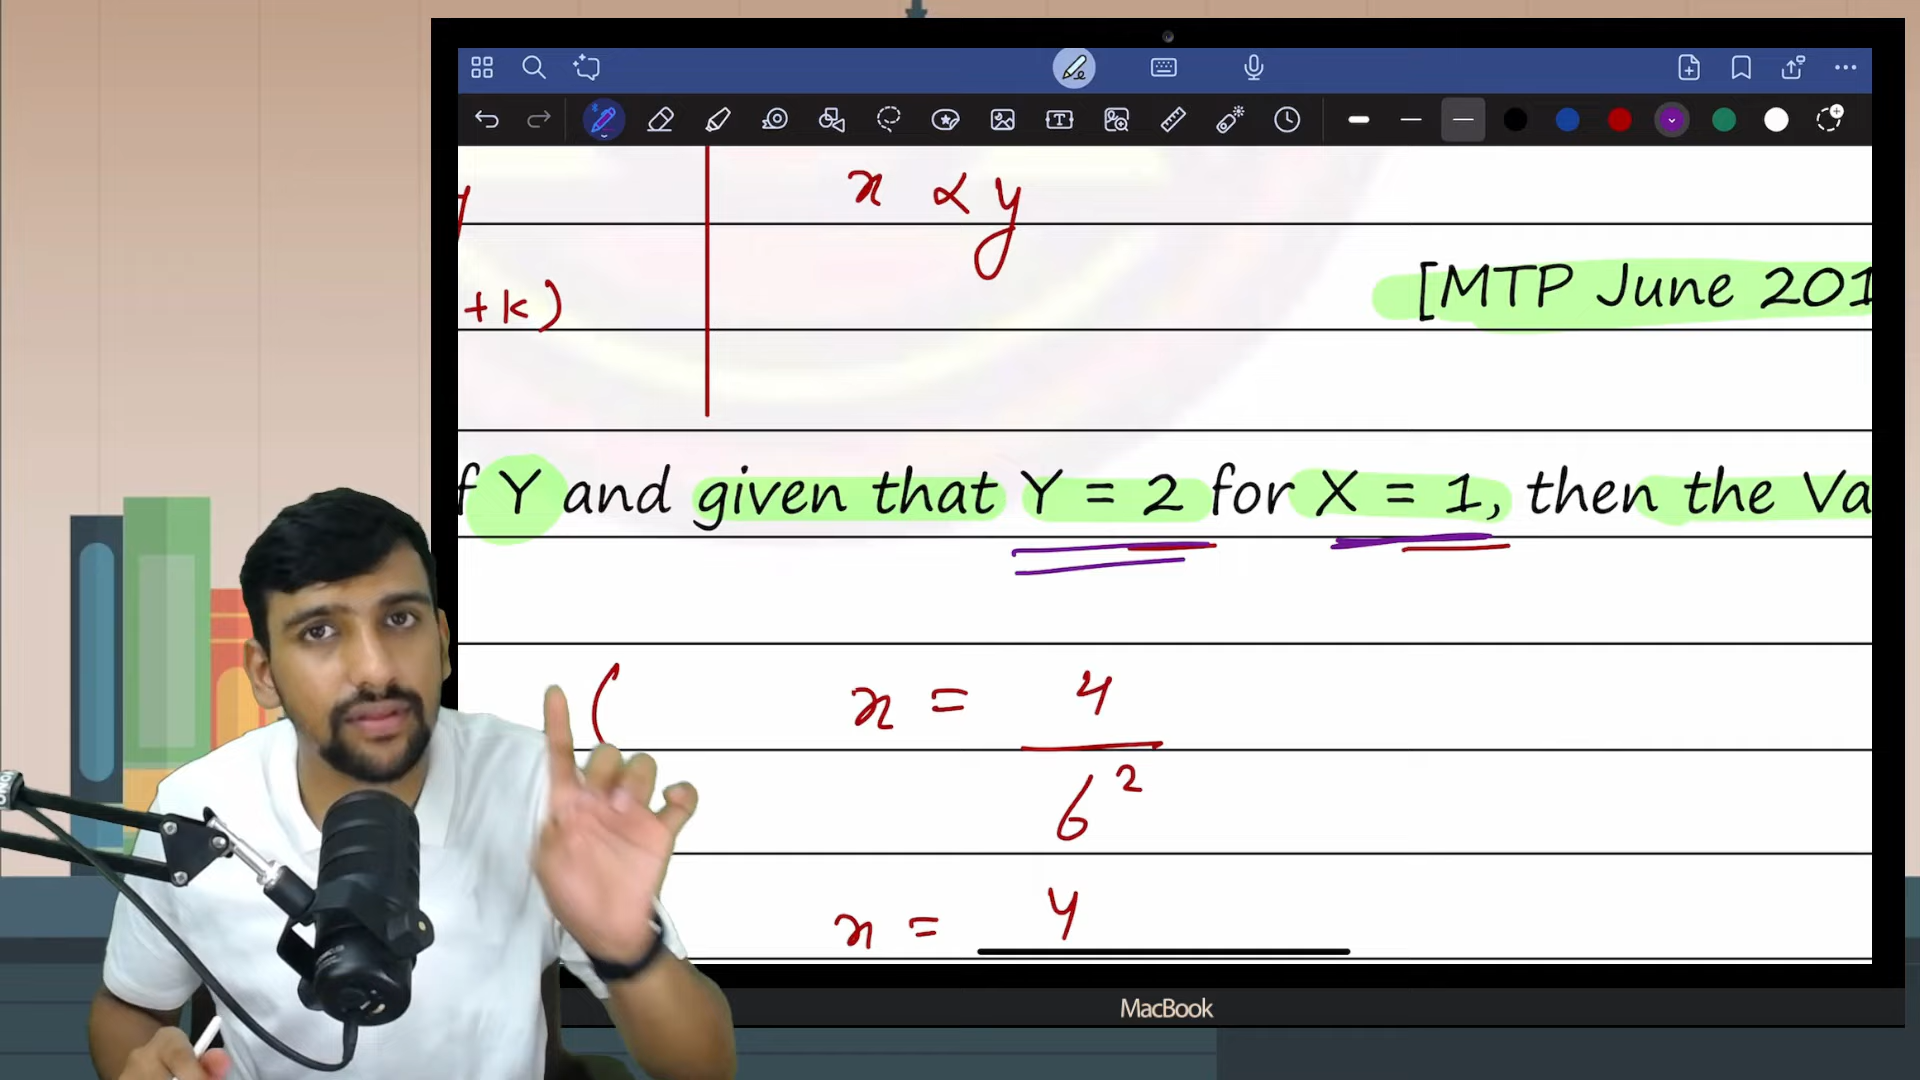 x ∝ y
+k)
[MTP June 201
f Y and given that Y = 2 for X = 1, then the Va
( x = 4
6²
x = 4
MacBook